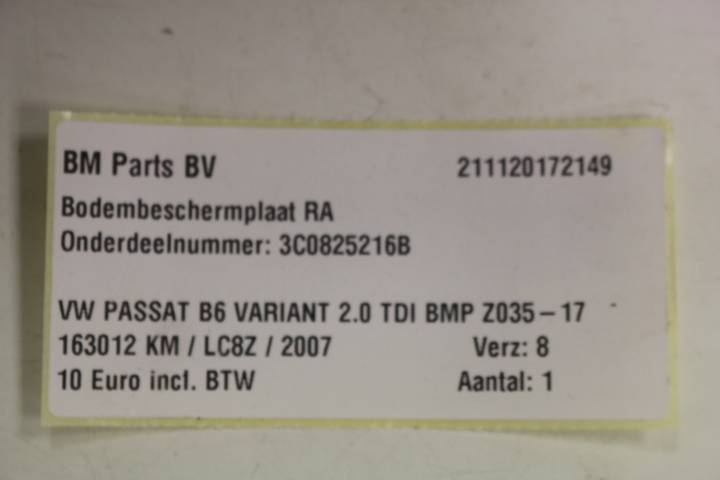 BM Parts BV 211120172149
Bodembeschermplaat RA
Onderdeelnummer: 3C0825216B
VW PASSAT B6 VARIANT 2.0 TDI BMP Z035-17
163012 KM / LC8Z / 2007 Verz: 8
10 Euro incl. BTW Aantal: 1